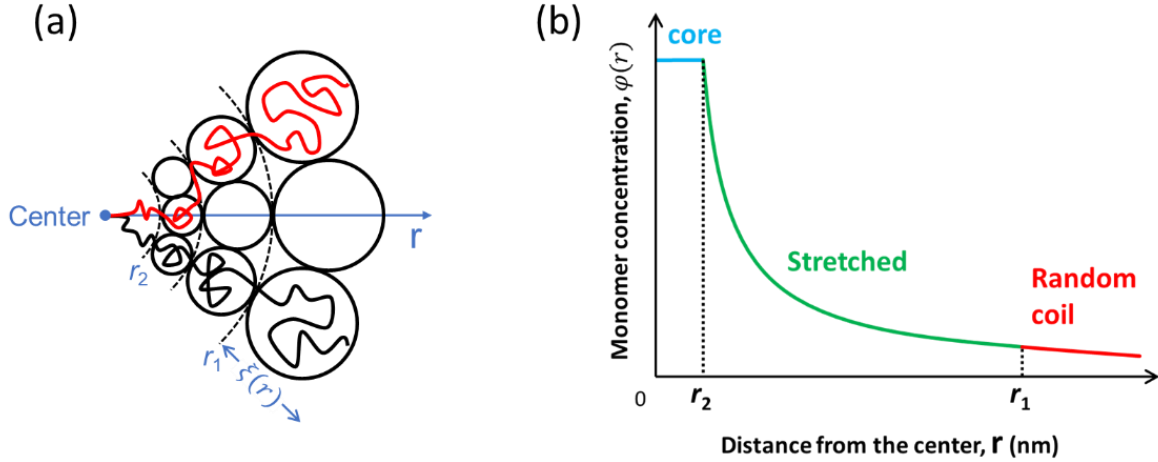 (a)
Center
r
r₂
r₁
ξ(r)
(b)
Monomer concentration, φ(r)
core
Stretched
Random
coil
0
r₂
r₁
Distance from the center, r (nm)